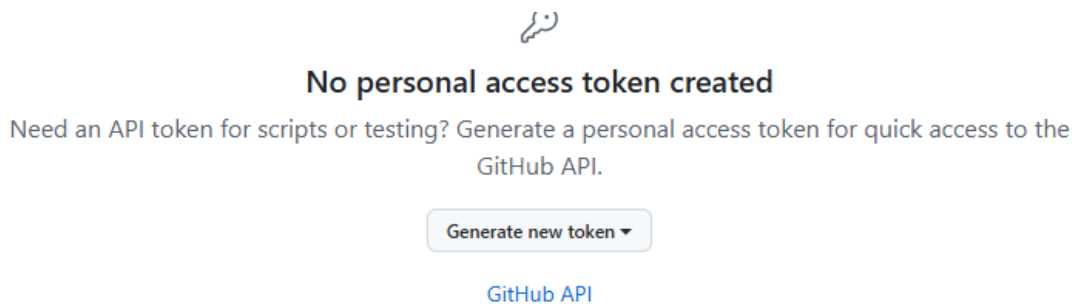 No personal access token created
Need an API token for scripts or testing? Generate a personal access token for quick access to the
GitHub API.
Generate new token
GitHub API